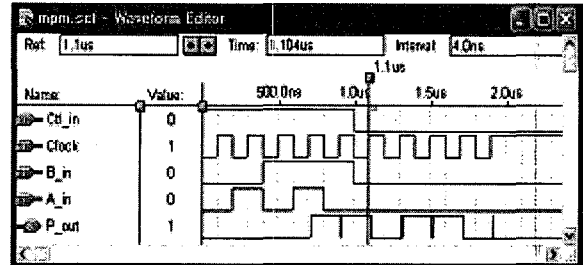 mpm.scf - Waveform Editor
Ref: 1.1us Time: 1.104us Interval: 4.0ns
1.1us
Name: Value: 500.0ns 1.0us 1.5us 2.0us
Ctl_in 0
Clock 1
B_in 0
A_in 0
P_out 1